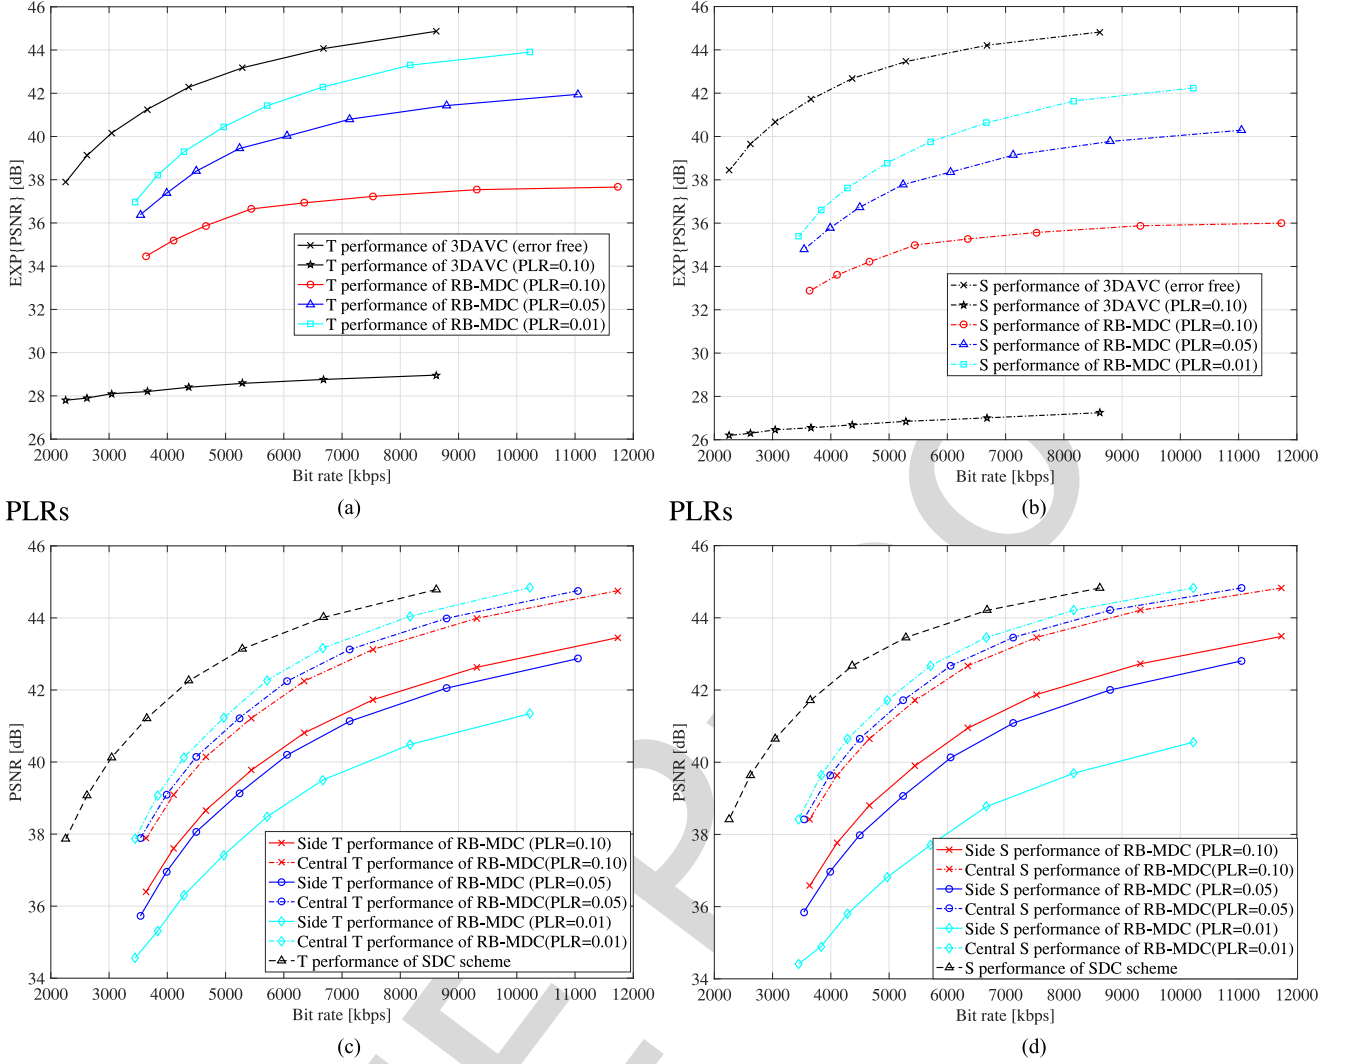 46
44
42
40
38
36
34
32
30
28
26
EXP{PSNR} [dB]
T performance of 3DAVC (error free)
T performance of 3DAVC (PLR=0.10)
T performance of RB-MDC (PLR=0.10)
T performance of RB-MDC (PLR=0.05)
T performance of RB-MDC (PLR=0.01)
2000 3000 4000 5000 6000 7000 8000 9000 10000 11000 12000
Bit rate [kbps]
(a)
46
44
42
40
38
36
34
32
30
28
26
EXP{PSNR} [dB]
S performance of 3DAVC (error free)
S performance of 3DAVC (PLR=0.10)
S performance of RB-MDC (PLR=0.10)
S performance of RB-MDC (PLR=0.05)
S performance of RB-MDC (PLR=0.01)
2000 3000 4000 5000 6000 7000 8000 9000 10000 11000 12000
Bit rate [kbps]
(b)
PLRs
PLRs
46
44
42
40
38
36
34
PSNR [dB]
Side T performance of RB-MDC (PLR=0.10)
Central T performance of RB-MDC(PLR=0.10)
Side T performance of RB-MDC (PLR=0.05)
Central T performance of RB-MDC(PLR=0.05)
Side T performance of RB-MDC (PLR=0.01)
Central T performance of RB-MDC(PLR=0.01)
T performance of SDC scheme
2000 3000 4000 5000 6000 7000 8000 9000 10000 11000 12000
Bit rate [kbps]
(c)
46
44
42
40
38
36
34
PSNR [dB]
Side S performance of RB-MDC (PLR=0.10)
Central S performance of RB-MDC(PLR=0.10)
Side S performance of RB-MDC (PLR=0.05)
Central S performance of RB-MDC(PLR=0.05)
Side S performance of RB-MDC (PLR=0.01)
Central S performance of RB-MDC(PLR=0.01)
S performance of SDC scheme
2000 3000 4000 5000 6000 7000 8000 9000 10000 11000 12000
Bit rate [kbps]
(d)